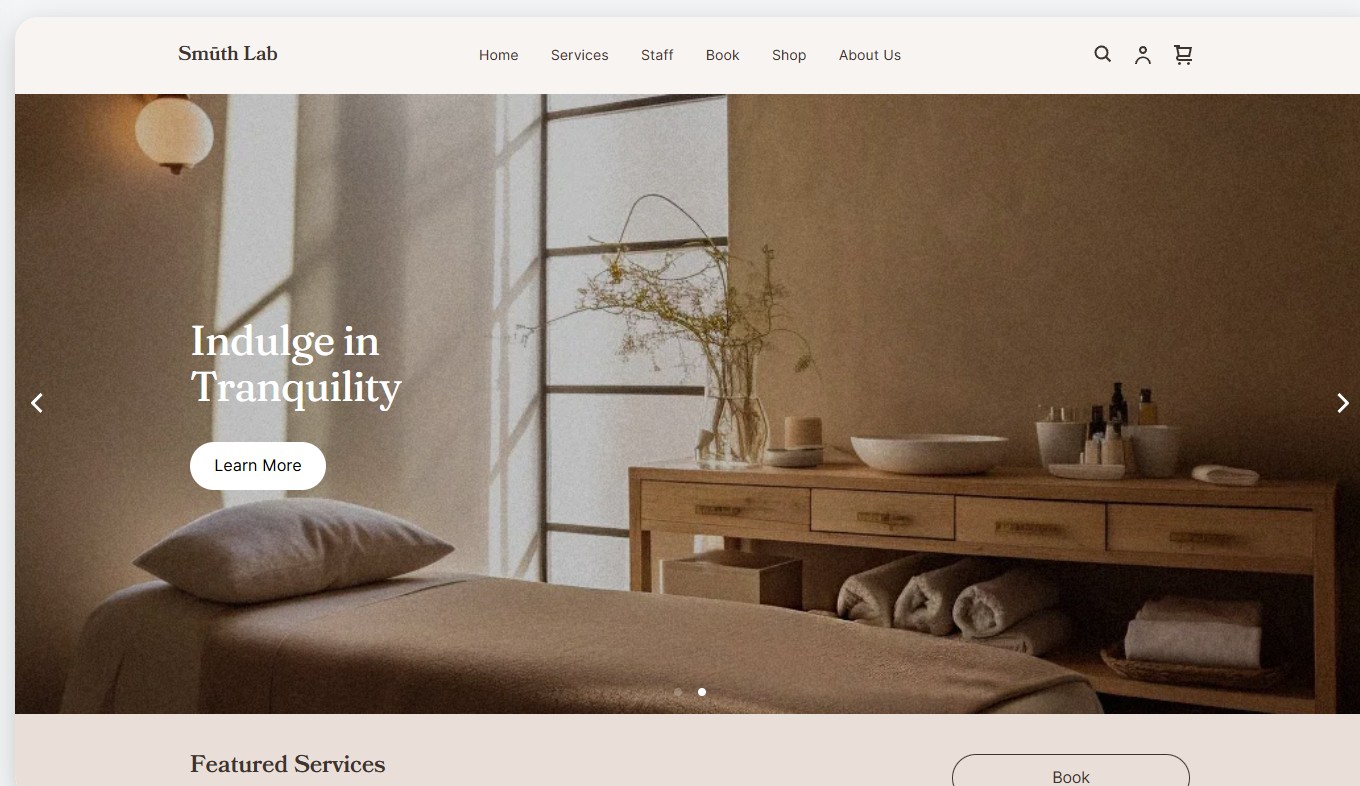 Smūth Lab
Home Services Staff Book Shop About Us
Indulge in
Tranquility
Learn More
Featured Services
Book